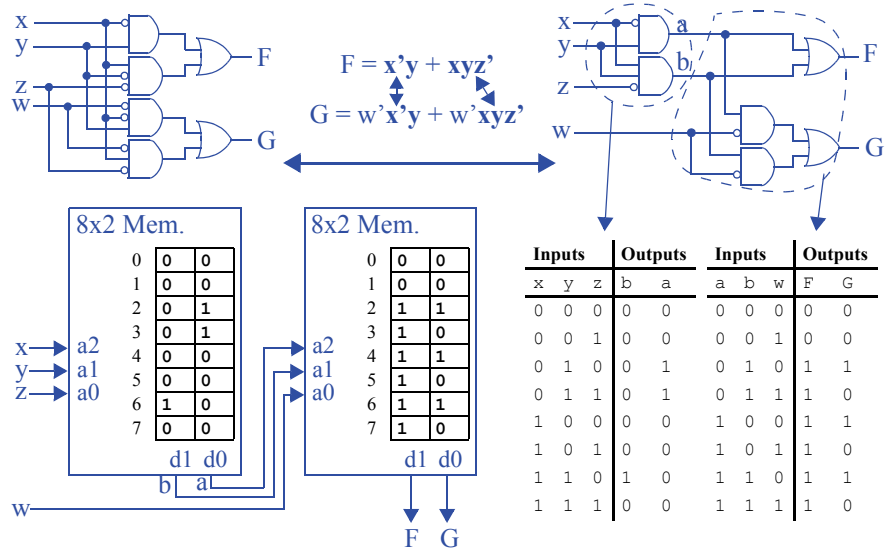 x
y
z
w
F
G
F = x'y + xyz'
G = w'x'y + w'xyz'
x
y
z
w
a
b
F
G
8x2 Mem.
0 0 0
1 0 0
2 0 1
3 0 1
4 0 0
5 0 0
6 1 0
7 0 0
x
y
z
a2
a1
a0
d1 d0
b a
w
8x2 Mem.
0 0 0
1 0 0
2 1 1
3 1 0
4 1 1
5 1 0
6 1 1
7 1 0
a2
a1
a0
d1 d0
F G
Inputs Outputs
x y z b a
0 0 0 0 0
0 0 1 0 0
0 1 0 0 1
0 1 1 0 1
1 0 0 0 0
1 0 1 0 0
1 1 0 1 0
1 1 1 0 0
Inputs Outputs
a b w F G
0 0 0 0 0
0 0 1 0 0
0 1 0 1 1
0 1 1 1 0
1 0 0 1 1
1 0 1 1 0
1 1 0 1 1
1 1 1 1 0